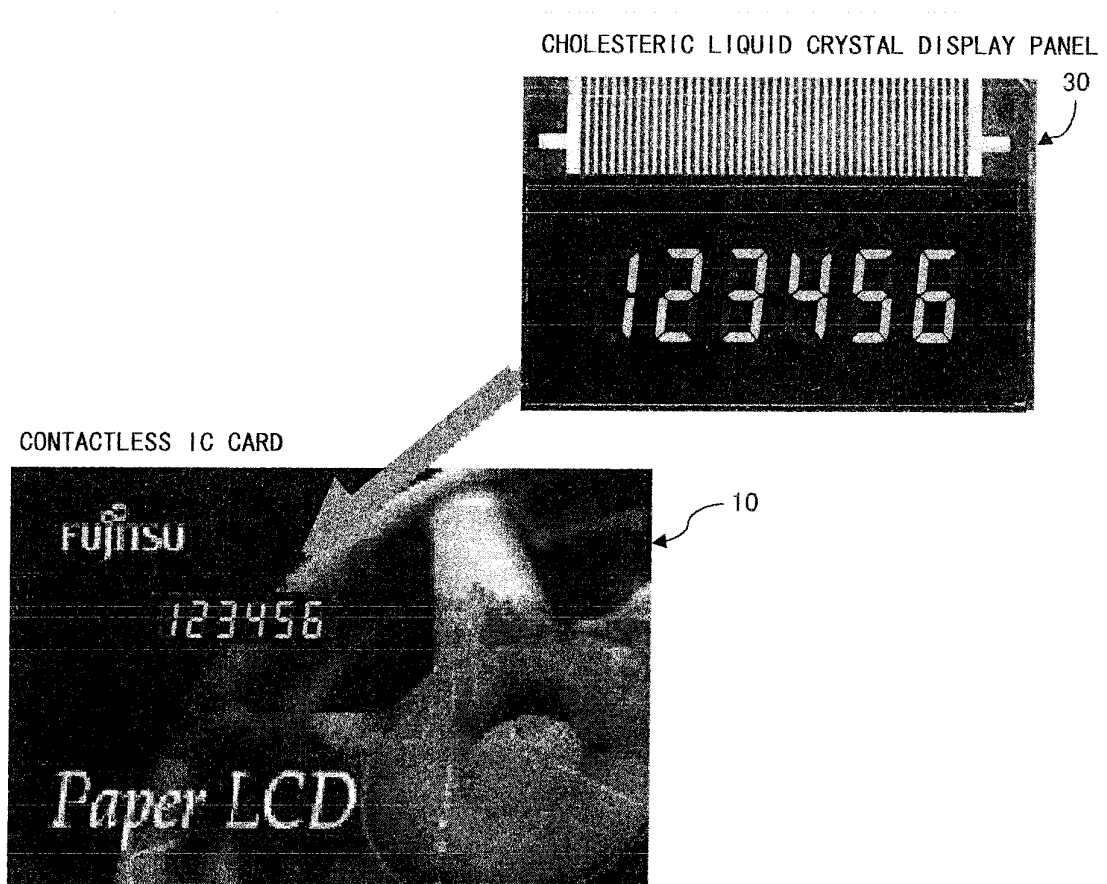 CHOLESTERIC LIQUID CRYSTAL DISPLAY PANEL
30
123456
CONTACTLESS IC CARD
10
FUJITSU
123456
Paper LCD